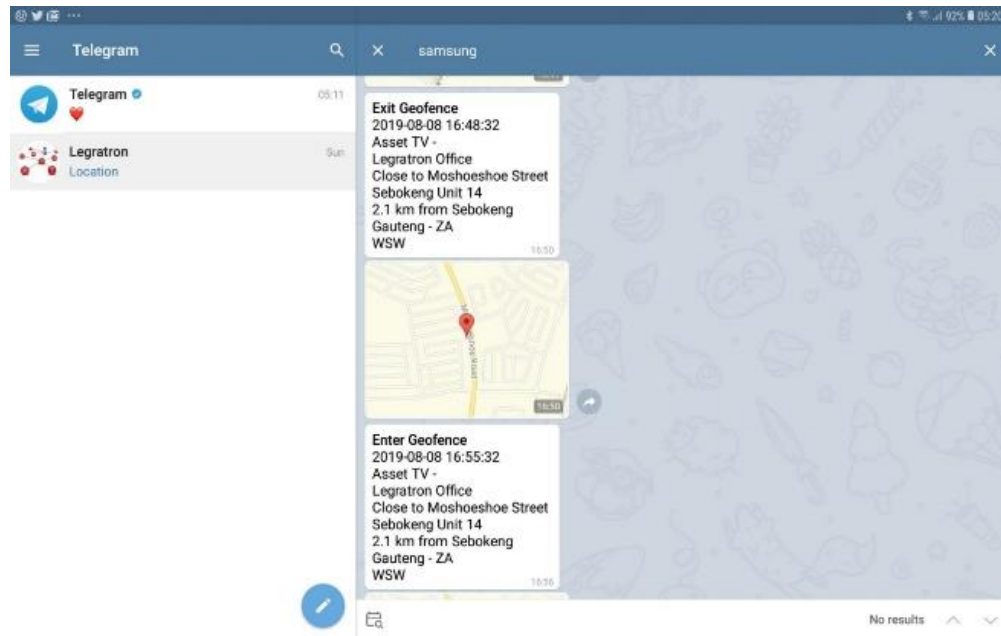 92% 05:20
Telegram
samsung
Telegram
05:11
Legratron
Sun
Location
Exit Geofence
2019-08-08 16:48:32
Asset TV -
Legratron Office
Close to Moshoeshoe Street
Sebokeng Unit 14
2.1 km from Sebokeng
Gauteng - ZA
WSW
16:50
16:50
Enter Geofence
2019-08-08 16:55:32
Asset TV -
Legratron Office
Close to Moshoeshoe Street
Sebokeng Unit 14
2.1 km from Sebokeng
Gauteng - ZA
WSW
16:56
No results